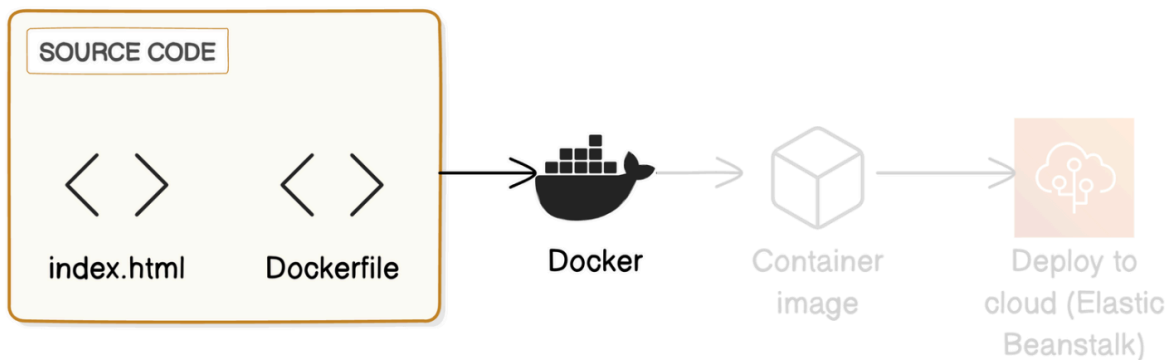 SOURCE CODE
index.html
Dockerfile
Docker
Container
image
Deploy to
cloud (Elastic
Beanstalk)